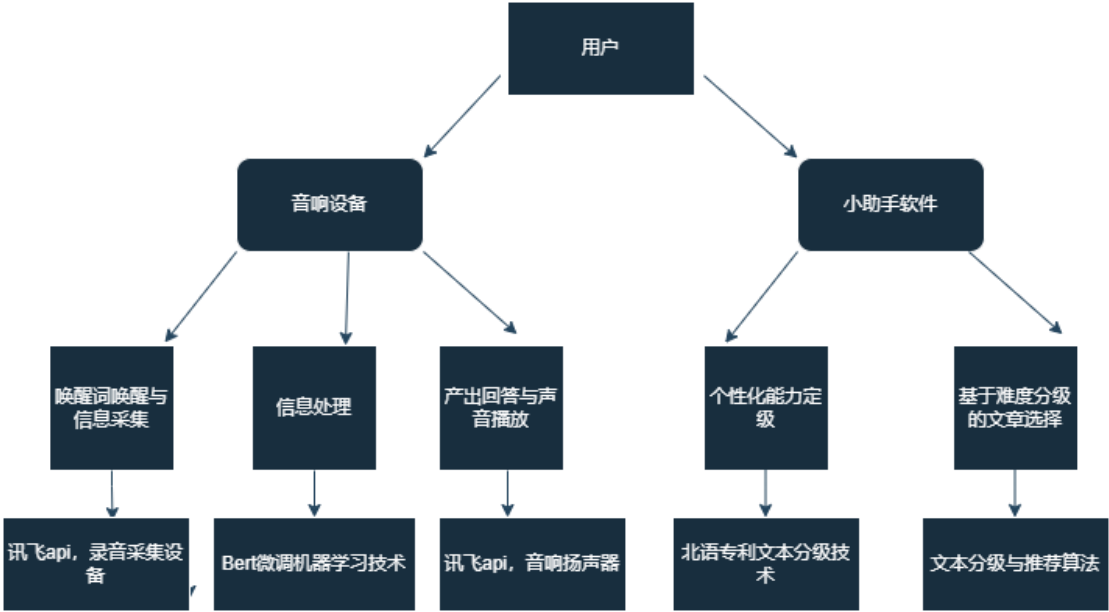 用户
音响设备
小助手软件
唤醒词唤醒与
信息采集
信息处理
产出回答与声
音播放
个性化能力定
级
基于难度分级
的文章选择
讯飞api，录音采集设
备
Bert微调机器学习技术
讯飞api，音响扬声器
北语专利文本分级技
术
文本分级与推荐算法